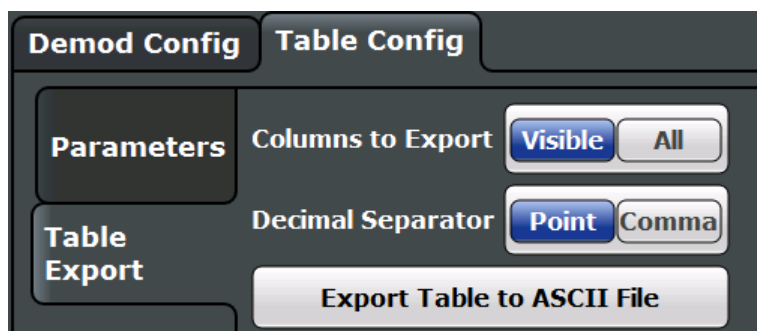 Demod Config Table Config
Parameters
Columns to Export Visible All
Decimal Separator Point Comma
Table
Export
Export Table to ASCII File